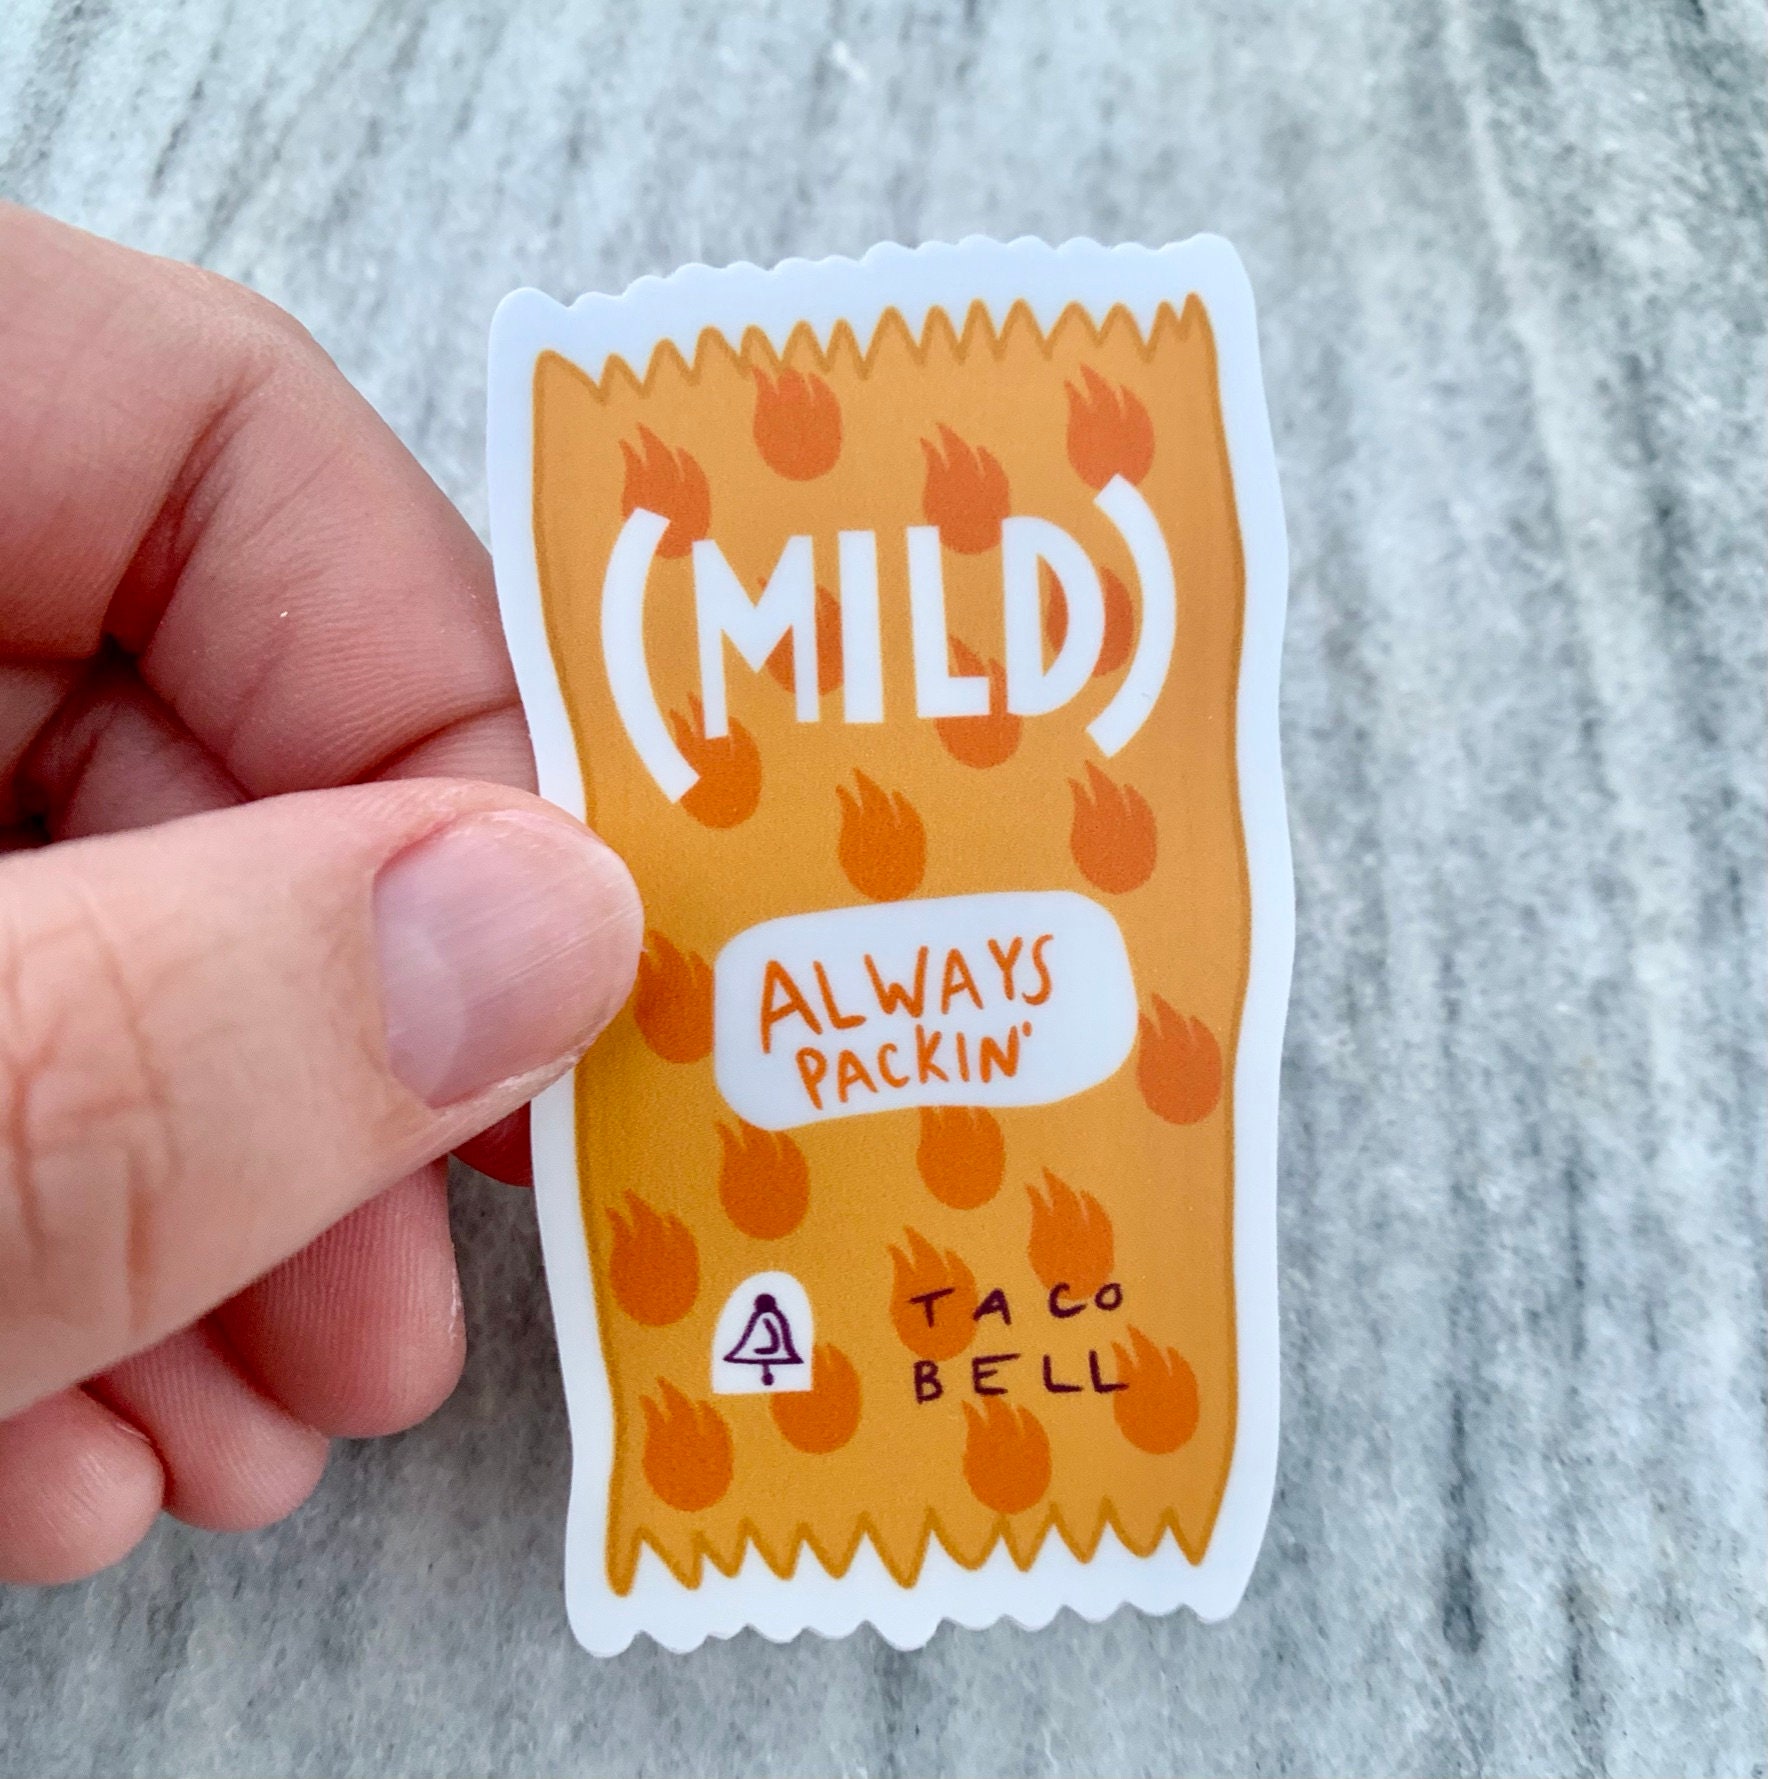 (MILD)
ALWAYS
PACKIN'
TACO
BELL